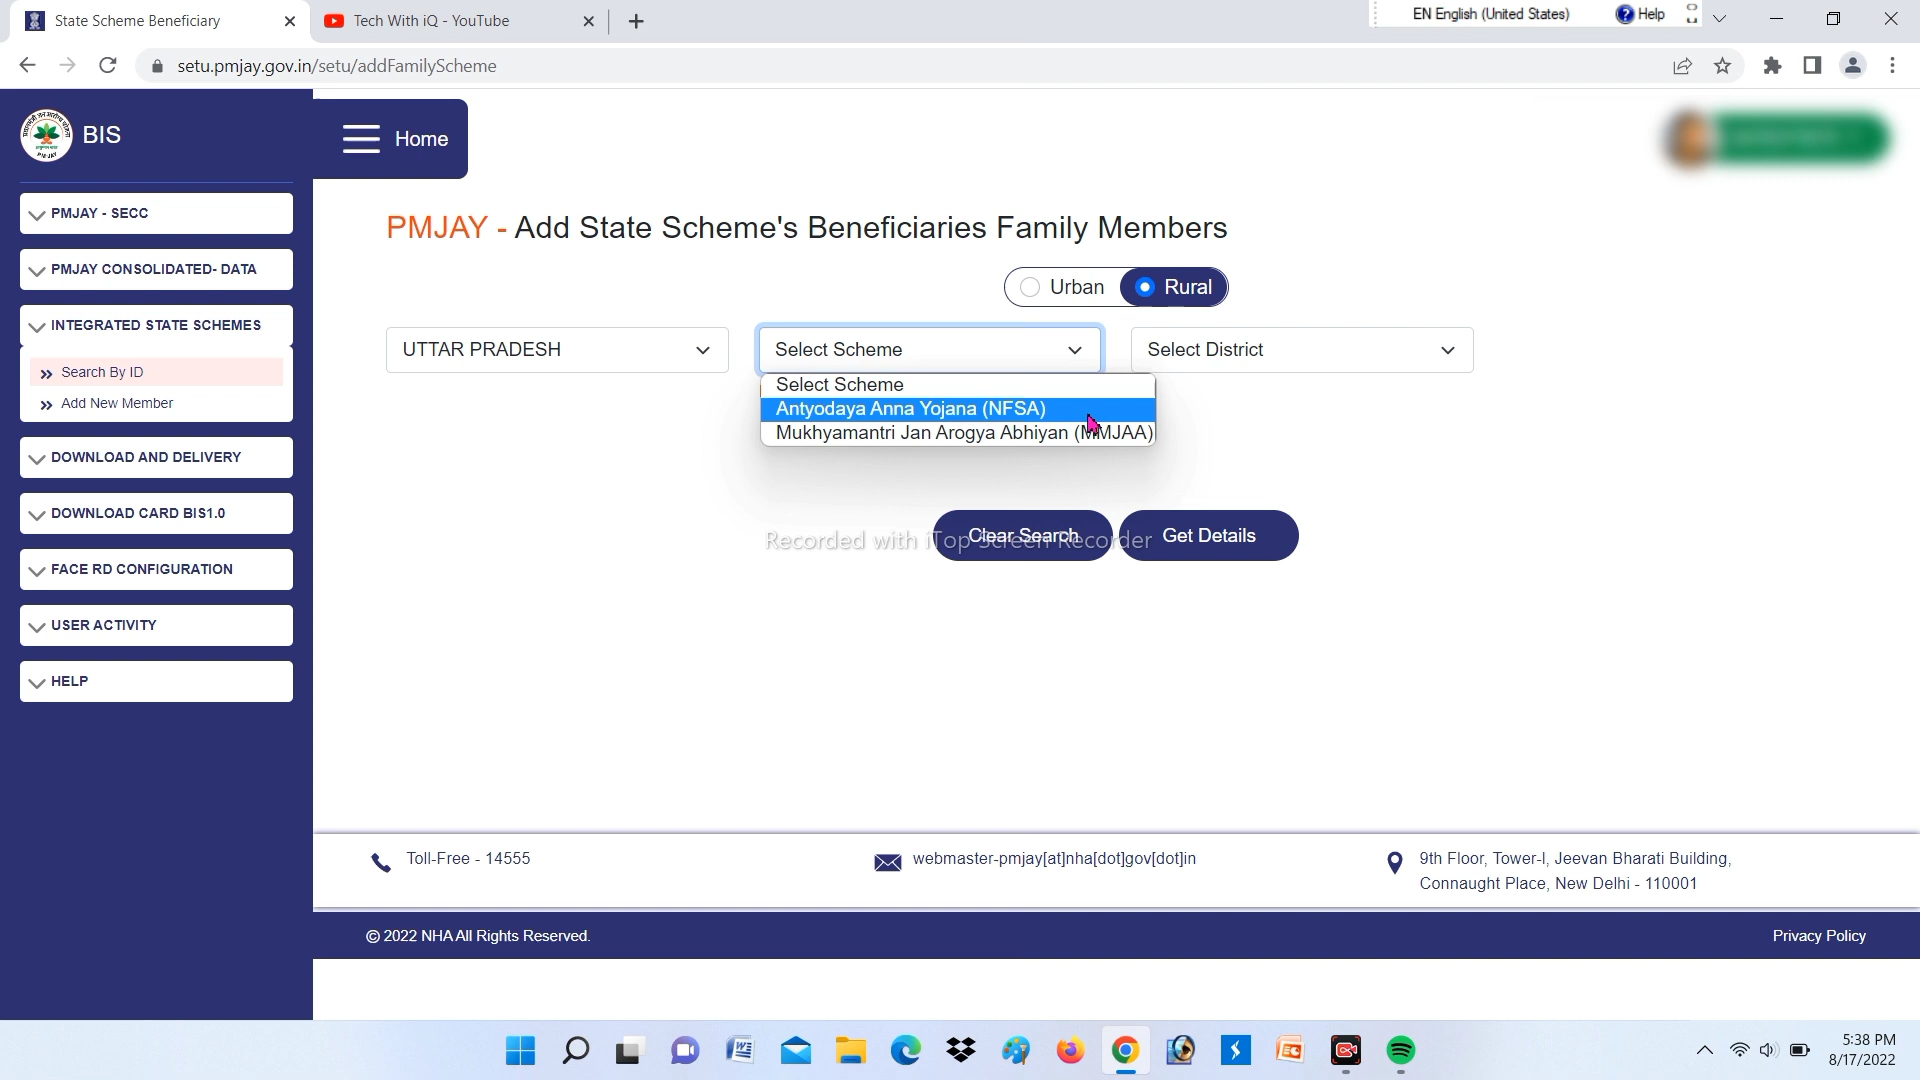 State Scheme Beneficiary
Tech With iQ - YouTube
EN English (United States)
Help
setu.pmjay.gov.in/setu/addFamilyScheme
PM-JAY
BIS
Home
PMJAY - SECC
PMJAY CONSOLIDATED- DATA
INTEGRATED STATE SCHEMES
Search By ID
Add New Member
DOWNLOAD AND DELIVERY
DOWNLOAD CARD BIS1.0
FACE RD CONFIGURATION
USER ACTIVITY
HELP
PMJAY - Add State Scheme's Beneficiaries Family Members
Urban
Rural
UTTAR PRADESH
Select Scheme
Select District
Select Scheme
Antyodaya Anna Yojana (NFSA)
Mukhyamantri Jan Arogya Abhiyan (MMJAA)
Clear Search
Get Details
Recorded with iTop Screen Recorder
Toll-Free - 14555
webmaster-pmjay[at]nha[dot]gov[dot]in
9th Floor, Tower-I, Jeevan Bharati Building,
Connaught Place, New Delhi - 110001
© 2022 NHA All Rights Reserved.
Privacy Policy
5:38 PM
8/17/2022